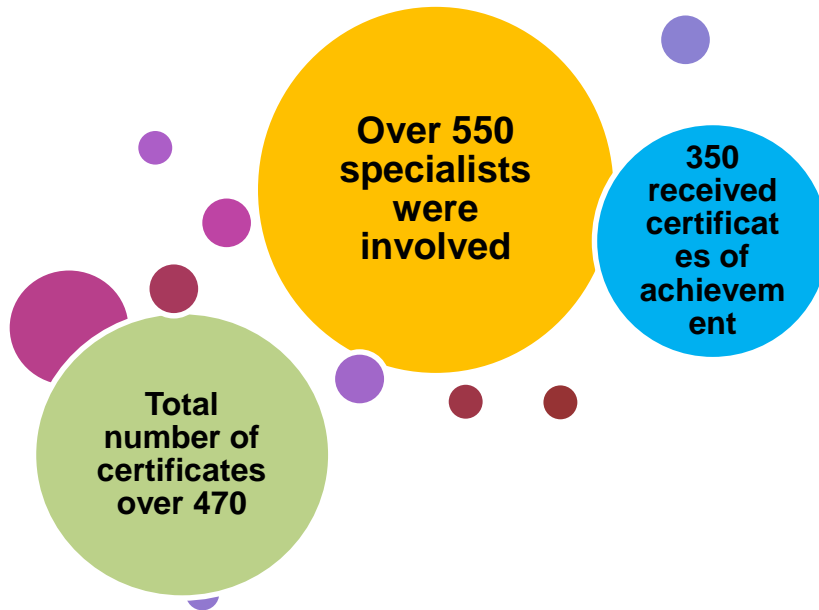 Over 550
specialists
were
involved
350
received
certificat
es of
achievem
ent
Total
number of
certificates
over 470